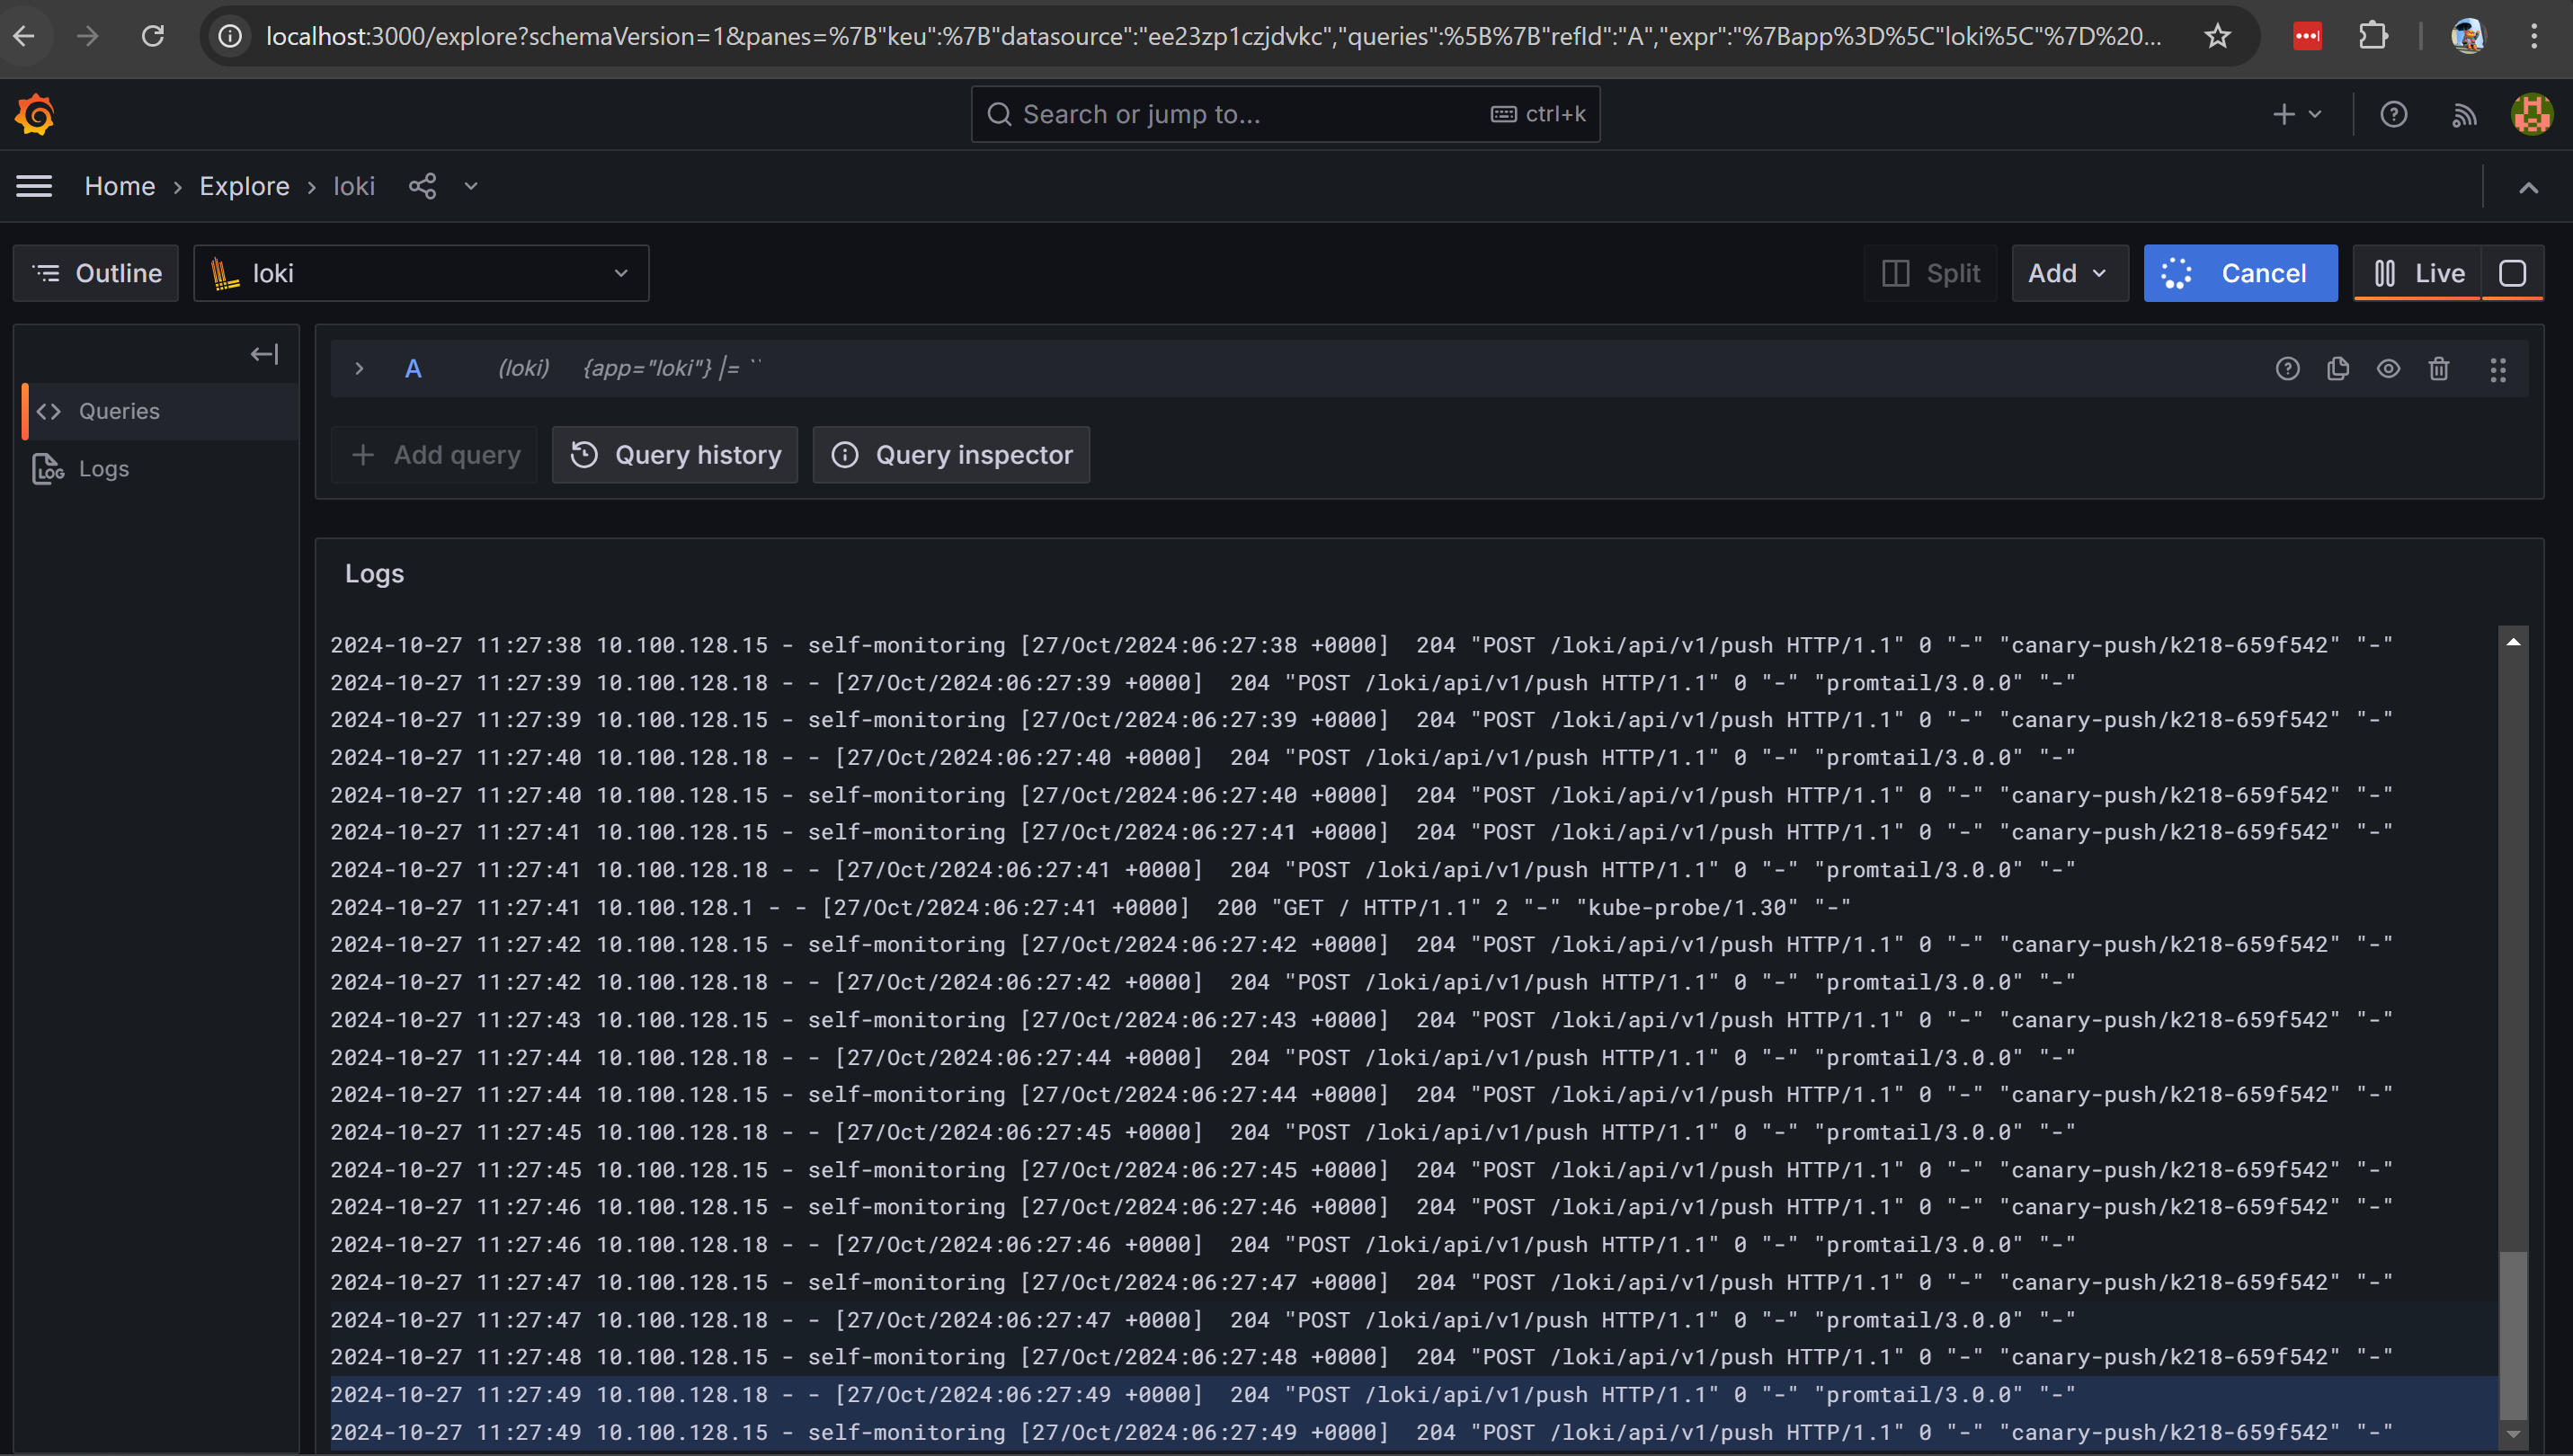 localhost:3000/explore?schemaVersion=1&panes=%7B"keu":%7B"datasource":"ee23zp1czjdvkc","queries":%5B%7B"refId":"A","expr":"%7Bapp%3D%5C"loki%5C"%7D%20...
Search or jump to... ctrl+k
Home › Explore › loki
Outline loki Split Add Cancel Live
A (loki) {app="loki"} |= ``
Queries
Add query Query history Query inspector
LOG Logs
Logs
2024-10-27 11:27:38 10.100.128.15 - self-monitoring [27/Oct/2024:06:27:38 +0000]  204 "POST /loki/api/v1/push HTTP/1.1" 0 "-" "canary-push/k218-659f542" "-"
2024-10-27 11:27:39 10.100.128.18 - - [27/Oct/2024:06:27:39 +0000]  204 "POST /loki/api/v1/push HTTP/1.1" 0 "-" "promtail/3.0.0" "-"
2024-10-27 11:27:39 10.100.128.15 - self-monitoring [27/Oct/2024:06:27:39 +0000]  204 "POST /loki/api/v1/push HTTP/1.1" 0 "-" "canary-push/k218-659f542" "-"
2024-10-27 11:27:40 10.100.128.18 - - [27/Oct/2024:06:27:40 +0000]  204 "POST /loki/api/v1/push HTTP/1.1" 0 "-" "promtail/3.0.0" "-"
2024-10-27 11:27:40 10.100.128.15 - self-monitoring [27/Oct/2024:06:27:40 +0000]  204 "POST /loki/api/v1/push HTTP/1.1" 0 "-" "canary-push/k218-659f542" "-"
2024-10-27 11:27:41 10.100.128.15 - self-monitoring [27/Oct/2024:06:27:41 +0000]  204 "POST /loki/api/v1/push HTTP/1.1" 0 "-" "canary-push/k218-659f542" "-"
2024-10-27 11:27:41 10.100.128.18 - - [27/Oct/2024:06:27:41 +0000]  204 "POST /loki/api/v1/push HTTP/1.1" 0 "-" "promtail/3.0.0" "-"
2024-10-27 11:27:41 10.100.128.1 - - [27/Oct/2024:06:27:41 +0000]  200 "GET / HTTP/1.1" 2 "-" "kube-probe/1.30" "-"
2024-10-27 11:27:42 10.100.128.15 - self-monitoring [27/Oct/2024:06:27:42 +0000]  204 "POST /loki/api/v1/push HTTP/1.1" 0 "-" "canary-push/k218-659f542" "-"
2024-10-27 11:27:42 10.100.128.18 - - [27/Oct/2024:06:27:42 +0000]  204 "POST /loki/api/v1/push HTTP/1.1" 0 "-" "promtail/3.0.0" "-"
2024-10-27 11:27:43 10.100.128.15 - self-monitoring [27/Oct/2024:06:27:43 +0000]  204 "POST /loki/api/v1/push HTTP/1.1" 0 "-" "canary-push/k218-659f542" "-"
2024-10-27 11:27:44 10.100.128.18 - - [27/Oct/2024:06:27:44 +0000]  204 "POST /loki/api/v1/push HTTP/1.1" 0 "-" "promtail/3.0.0" "-"
2024-10-27 11:27:44 10.100.128.15 - self-monitoring [27/Oct/2024:06:27:44 +0000]  204 "POST /loki/api/v1/push HTTP/1.1" 0 "-" "canary-push/k218-659f542" "-"
2024-10-27 11:27:45 10.100.128.18 - - [27/Oct/2024:06:27:45 +0000]  204 "POST /loki/api/v1/push HTTP/1.1" 0 "-" "promtail/3.0.0" "-"
2024-10-27 11:27:45 10.100.128.15 - self-monitoring [27/Oct/2024:06:27:45 +0000]  204 "POST /loki/api/v1/push HTTP/1.1" 0 "-" "canary-push/k218-659f542" "-"
2024-10-27 11:27:46 10.100.128.15 - self-monitoring [27/Oct/2024:06:27:46 +0000]  204 "POST /loki/api/v1/push HTTP/1.1" 0 "-" "canary-push/k218-659f542" "-"
2024-10-27 11:27:46 10.100.128.18 - - [27/Oct/2024:06:27:46 +0000]  204 "POST /loki/api/v1/push HTTP/1.1" 0 "-" "promtail/3.0.0" "-"
2024-10-27 11:27:47 10.100.128.15 - self-monitoring [27/Oct/2024:06:27:47 +0000]  204 "POST /loki/api/v1/push HTTP/1.1" 0 "-" "canary-push/k218-659f542" "-"
2024-10-27 11:27:47 10.100.128.18 - - [27/Oct/2024:06:27:47 +0000]  204 "POST /loki/api/v1/push HTTP/1.1" 0 "-" "promtail/3.0.0" "-"
2024-10-27 11:27:48 10.100.128.15 - self-monitoring [27/Oct/2024:06:27:48 +0000]  204 "POST /loki/api/v1/push HTTP/1.1" 0 "-" "canary-push/k218-659f542" "-"
2024-10-27 11:27:49 10.100.128.18 - - [27/Oct/2024:06:27:49 +0000]  204 "POST /loki/api/v1/push HTTP/1.1" 0 "-" "promtail/3.0.0" "-"
2024-10-27 11:27:49 10.100.128.15 - self-monitoring [27/Oct/2024:06:27:49 +0000]  204 "POST /loki/api/v1/push HTTP/1.1" 0 "-" "canary-push/k218-659f542" "-"